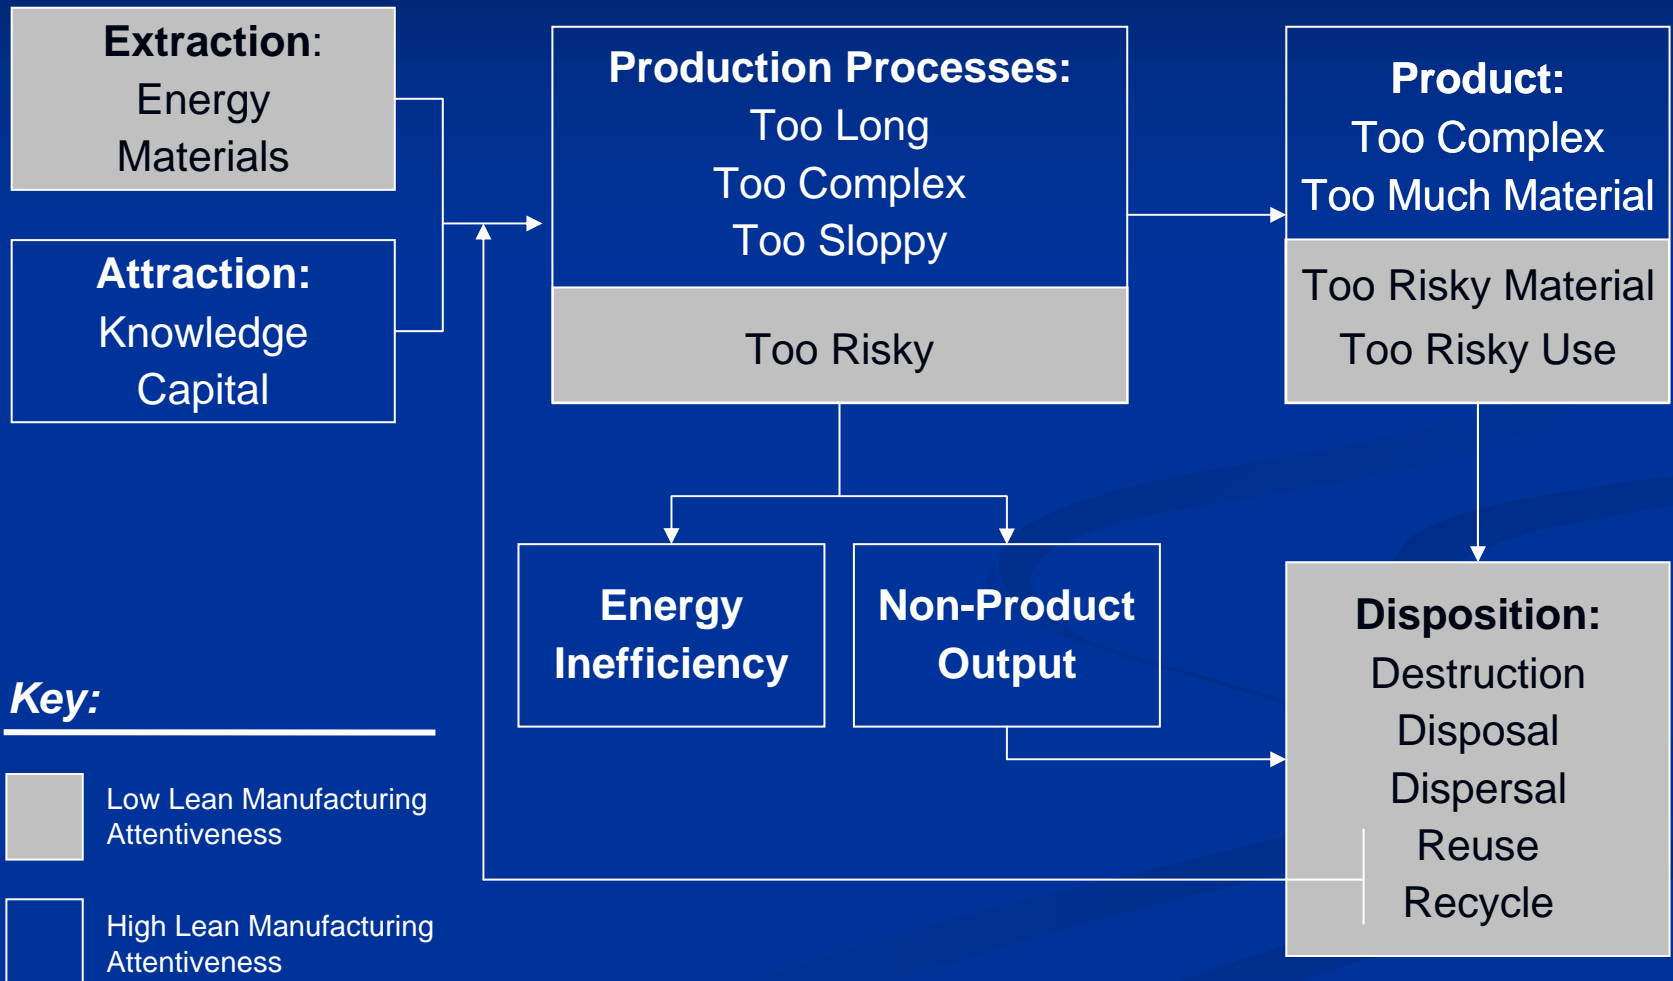 Extraction:
Energy
Materials
Attraction:
Knowledge
Capital
Production Processes:
Too Long
Too Complex
Too Sloppy
Too Risky
Product:
Too Complex
Too Much Material
Too Risky Material
Too Risky Use
Energy
Inefficiency
Non-Product
Output
Disposition:
Destruction
Disposal
Dispersal
Reuse
Recycle
Key:
Low Lean Manufacturing
Attentiveness
High Lean Manufacturing
Attentiveness